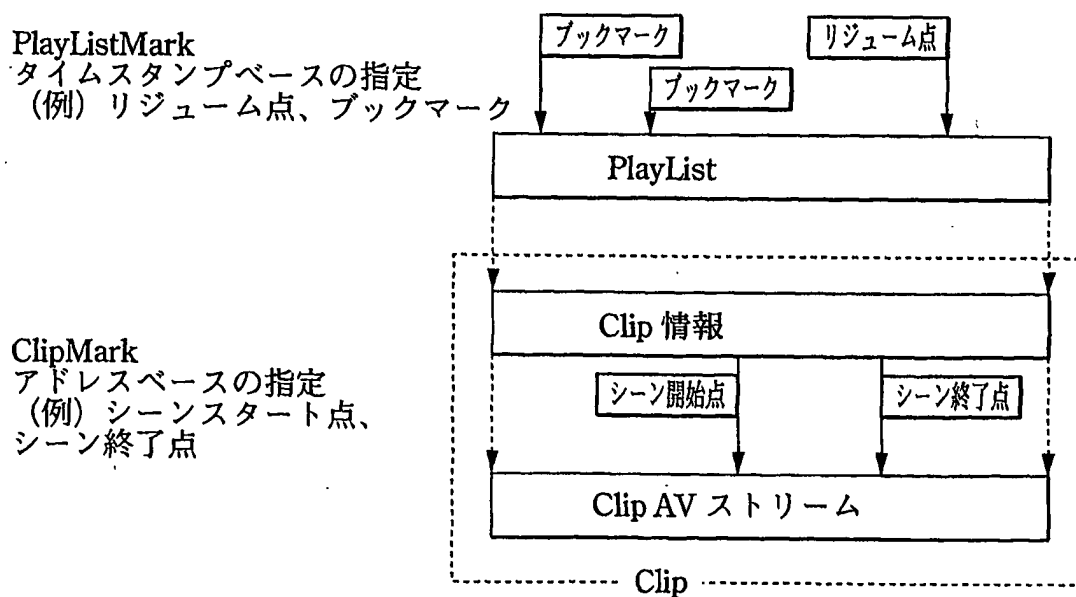 PlayListMark
タイムスタンプベースの指定
(例)リジューム点、ブックマーク
ブックマーク
ブックマーク
リジューム点
PlayList
ClipMark
アドレスベースの指定
(例)シーンスタート点、
シーン終了点
Clip 情報
シーン開始点
シーン終了点
Clip AV ストリーム
Clip